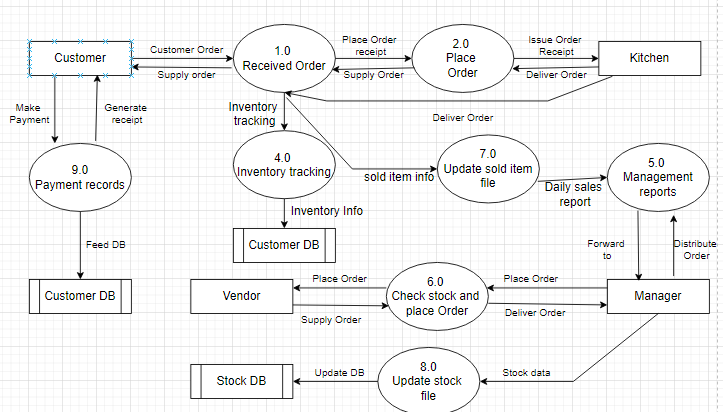 Customer
Customer Order
Supply order
1.0
Received Order
Place Order
receipt
Supply Order
2.0
Place
Order
Issue Order
Receipt
Deliver Order
Kitchen
Make
Payment
Generate
receipt
Inventory
tracking
Deliver Order
9.0
Payment records
4.0
Inventory tracking
sold item info
7.0
Update sold item
file
Daily sales
report
5.0
Management
reports
Inventory Info
Feed DB
Customer DB
Forward
to
Distribute
Order
Customer DB
Vendor
Place Order
Supply Order
6.0
Check stock and
place Order
Place Order
Deliver Order
Manager
Stock DB
Update DB
8.0
Update stock
file
Stock data